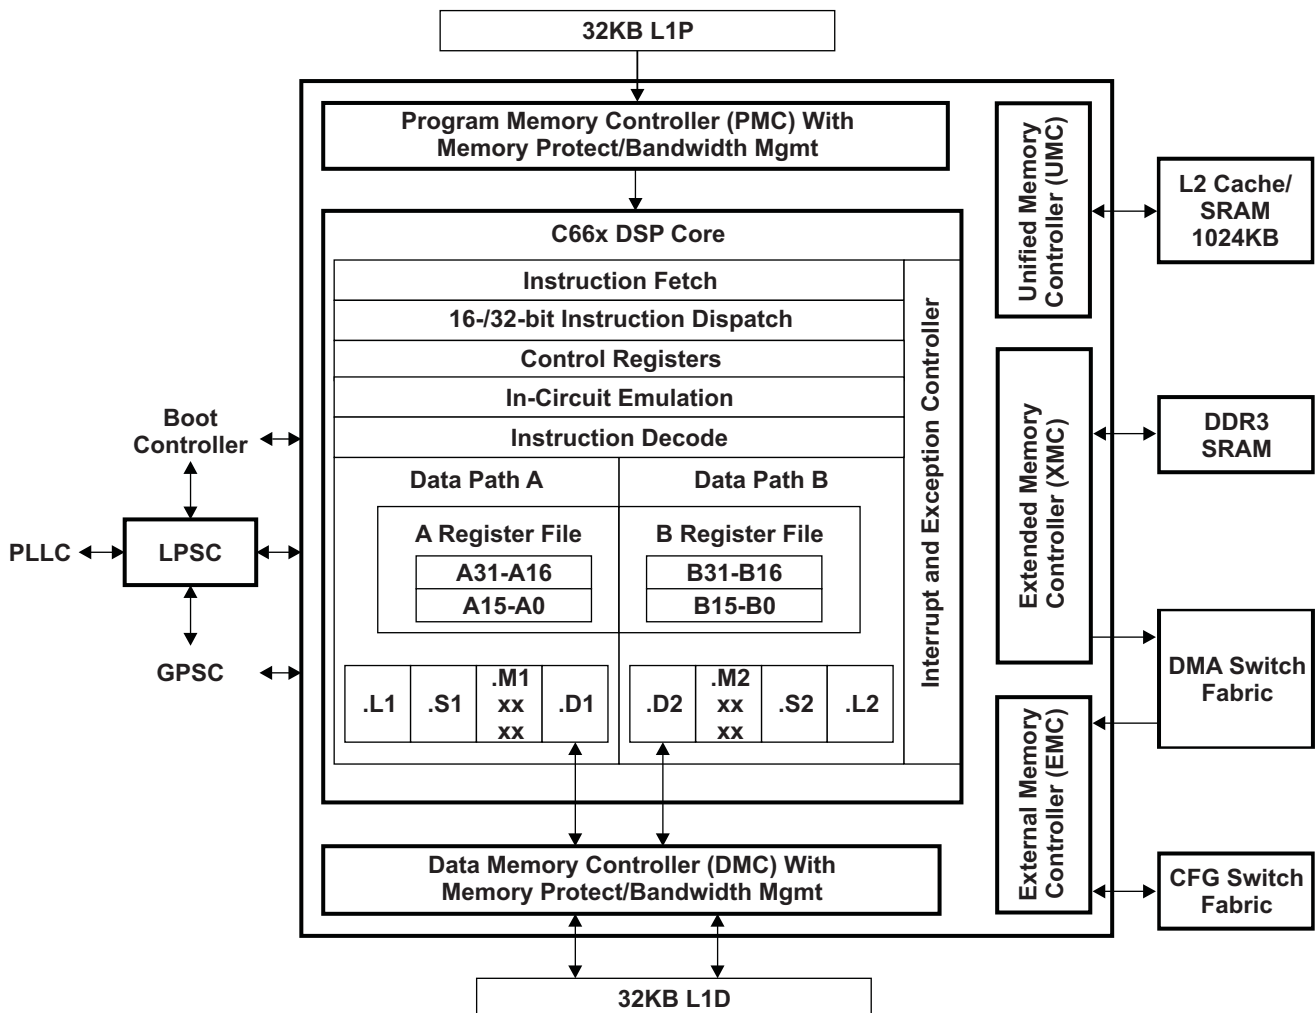 32KB L1P
Program Memory Controller (PMC) With
Memory Protect/Bandwidth Mgmt
C66x DSP Core
Instruction Fetch
16-/32-bit Instruction Dispatch
Control Registers
In-Circuit Emulation
Instruction Decode
Data Path A
Data Path B
A Register File
B Register File
A31-A16
A15-A0
B31-B16
B15-B0
.L1
.S1
.M1
xx
xx
.D1
.D2
.M2
xx
xx
.S2
.L2
Interrupt and Exception Controller
Data Memory Controller (DMC) With
Memory Protect/Bandwidth Mgmt
32KB L1D
Boot
Controller
PLLC
LPSC
GPSC
Unified Memory
Controller (UMC)
Extended Memory
Controller (XMC)
External Memory
Controller (EMC)
L2 Cache/
SRAM
1024KB
DDR3
SRAM
DMA Switch
Fabric
CFG Switch
Fabric